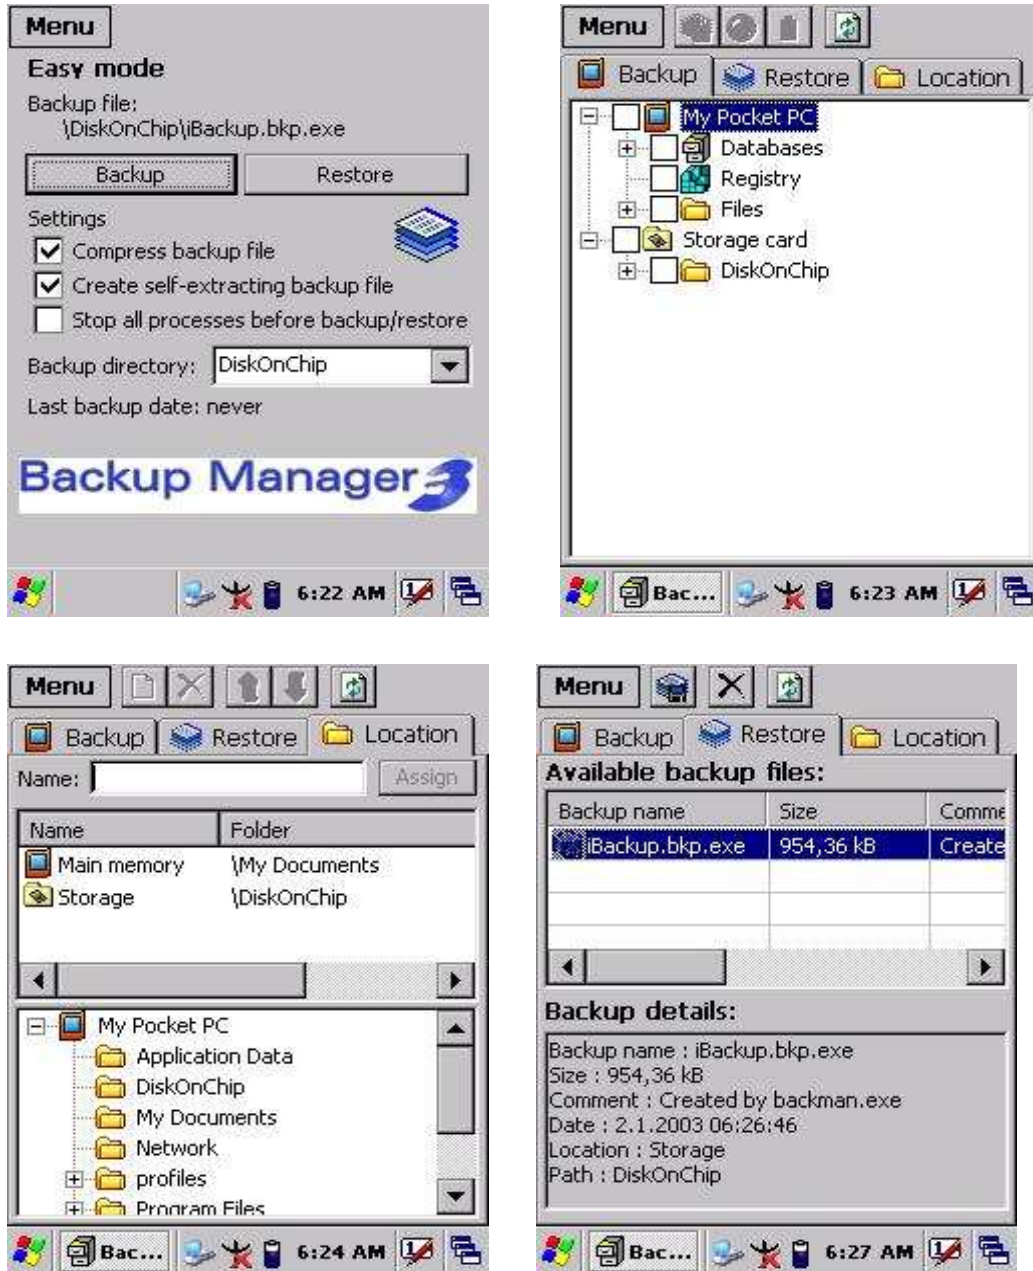 Menu
Easy mode
Backup file:
\DiskOnChip\iBackup.bkp.exe
Backup Restore
Settings
Compress backup file
Create self-extracting backup file
Stop all processes before backup/restore
Backup directory: DiskOnChip
Last backup date: never
Backup Manager 3
6:22 AM
Menu
Backup Restore Location
My Pocket PC
Databases
Registry
Files
Storage card
DiskOnChip
Bac... 6:23 AM
Menu
Backup Restore Location
Name: Assign
Name Folder
Main memory \My Documents
Storage \DiskOnChip
My Pocket PC
Application Data
DiskOnChip
My Documents
Network
profiles
Program Files
Bac... 6:24 AM
Menu
Backup Restore Location
Available backup files:
Backup name Size Comme
iBackup.bkp.exe 954,36 kB Create
Backup details:
Backup name : iBackup.bkp.exe
Size : 954,36 kB
Comment : Created by backman.exe
Date : 2.1.2003 06:26:46
Location : Storage
Path : DiskOnChip
Bac... 6:27 AM